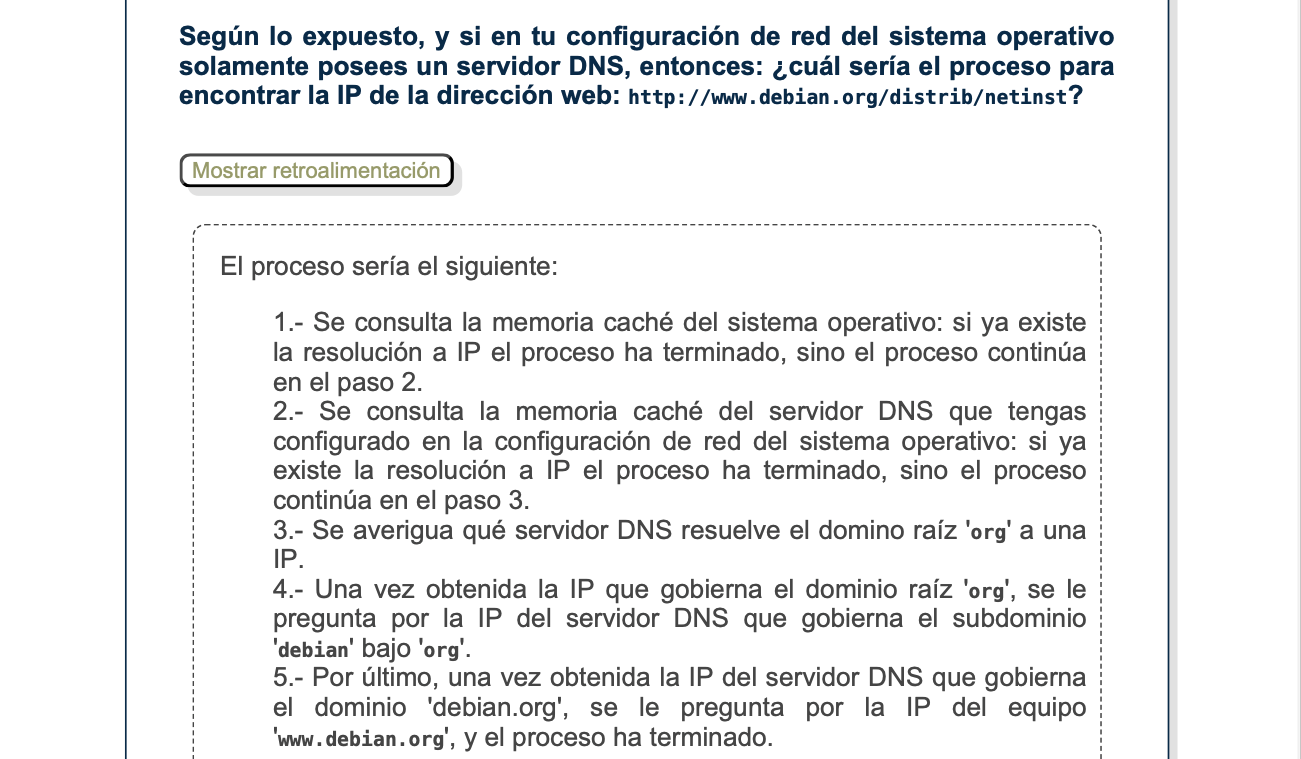 Según lo expuesto, y si en tu configuración de red del sistema operativo
solamente posees un servidor DNS, entonces: ¿cuál sería el proceso para
encontrar la IP de la dirección web: http://www.debian.org/distrib/netinst?
Mostrar retroalimentación
El proceso sería el siguiente:
1.- Se consulta la memoria caché del sistema operativo: si ya existe
la resolución a IP el proceso ha terminado, sino el proceso continúa
en el paso 2.
2.- Se consulta la memoria caché del servidor DNS que tengas
configurado en la configuración de red del sistema operativo: si ya
existe la resolución a IP el proceso ha terminado, sino el proceso
continúa en el paso 3.
3.- Se averigua qué servidor DNS resuelve el domino raíz 'org' a una
IP.
4.- Una vez obtenida la IP que gobierna el dominio raíz 'org', se le
pregunta por la IP del servidor DNS que gobierna el subdominio
'debian' bajo 'org'.
5.- Por último, una vez obtenida la IP del servidor DNS que gobierna
el dominio 'debian.org', se le pregunta por la IP del equipo
'www.debian.org', y el proceso ha terminado.